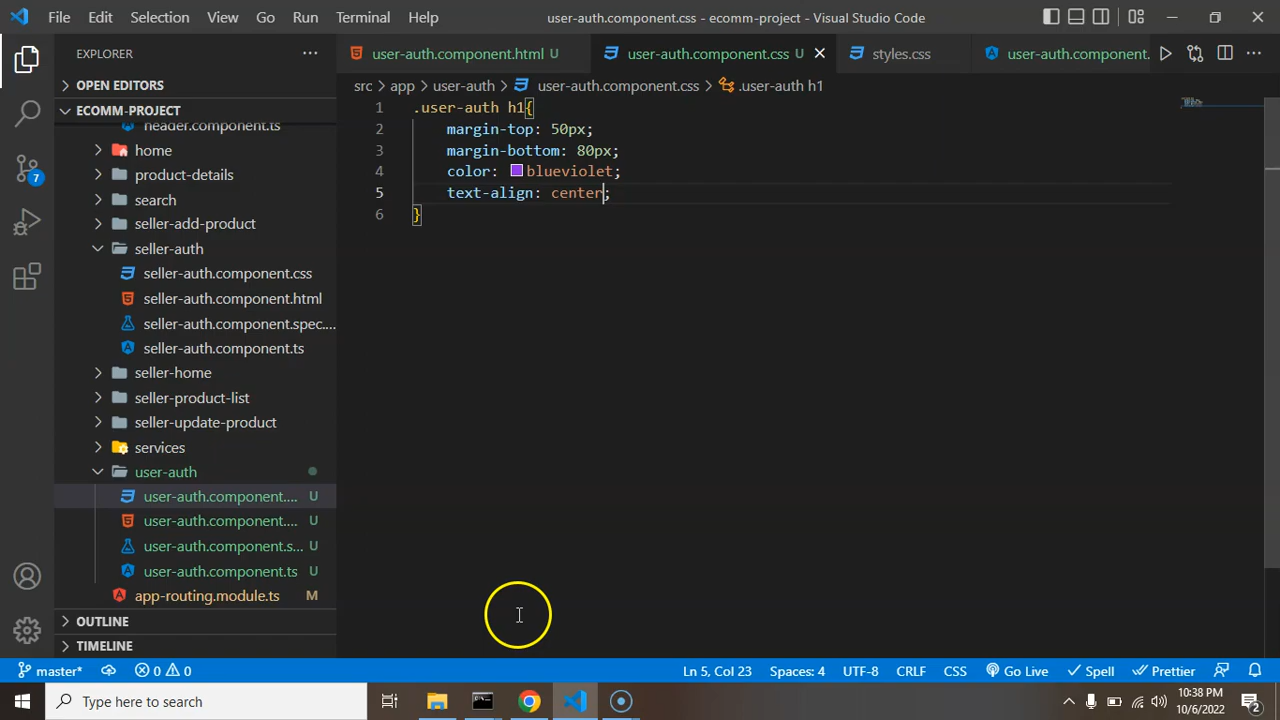 File Edit Selection View Go Run Terminal Help user-auth.component.css - ecomm-project - Visual Studio Code
EXPLORER
user-auth.component.html U user-auth.component.css U styles.css user-auth.component.
OPEN EDITORS
src > app > user-auth > user-auth.component.css > .user-auth h1
ECOMM-PROJECT
header.component.ts
home
product-details
search
seller-add-product
seller-auth
seller-auth.component.css
seller-auth.component.html
seller-auth.component.spec....
seller-auth.component.ts
seller-home
seller-product-list
seller-update-product
services
user-auth
user-auth.component.... U
user-auth.component.... U
user-auth.component.s... U
user-auth.component.ts U
app-routing.module.ts M
OUTLINE
TIMELINE
7
1 .user-auth h1{
2 margin-top: 50px;
3 margin-bottom: 80px;
4 color: blueviolet;
5 text-align: center;
6 }
master* 0 0 Ln 5, Col 23 Spaces: 4 UTF-8 CRLF CSS Go Live Spell Prettier
Type here to search
10:38 PM
10/6/2022
2